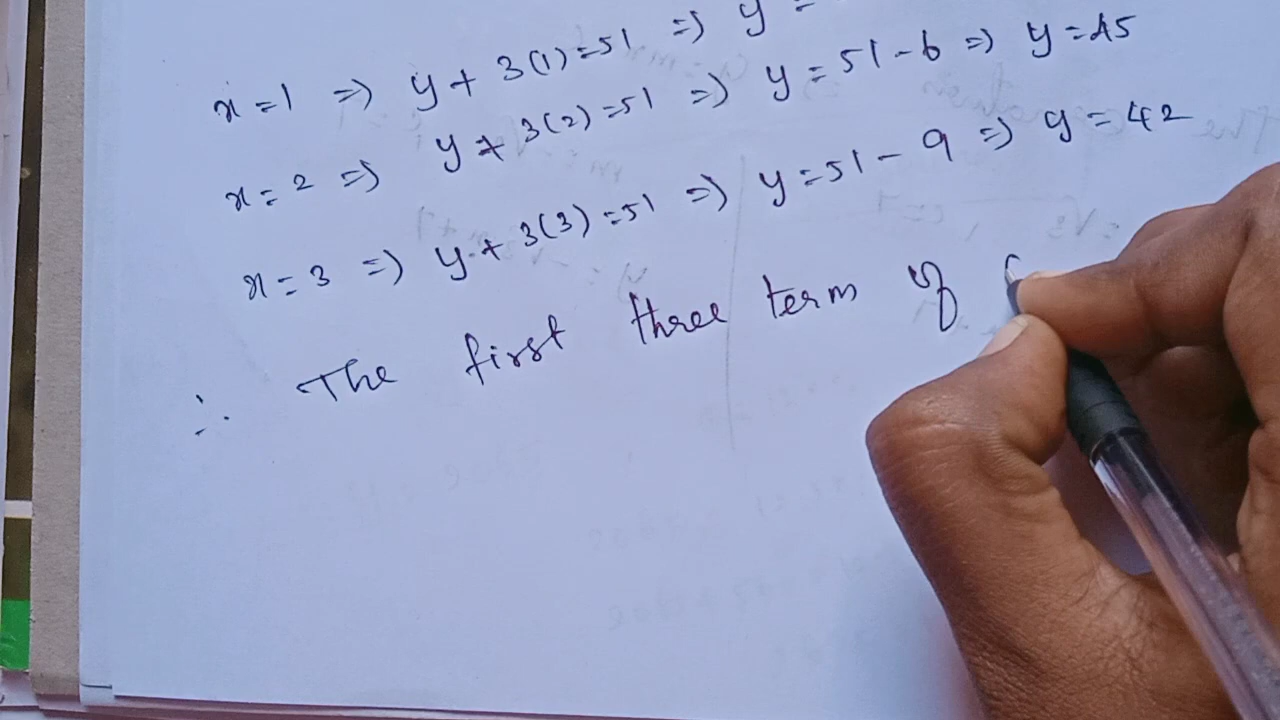 x = 1 => y + 3(1) = 51 => y =
x = 2 => y + 3(2) = 51 => y = 51 - 6 => y = 45
x = 3 => y + 3(3) = 51 => y = 51 - 9 => y = 42
∴ The first three term of